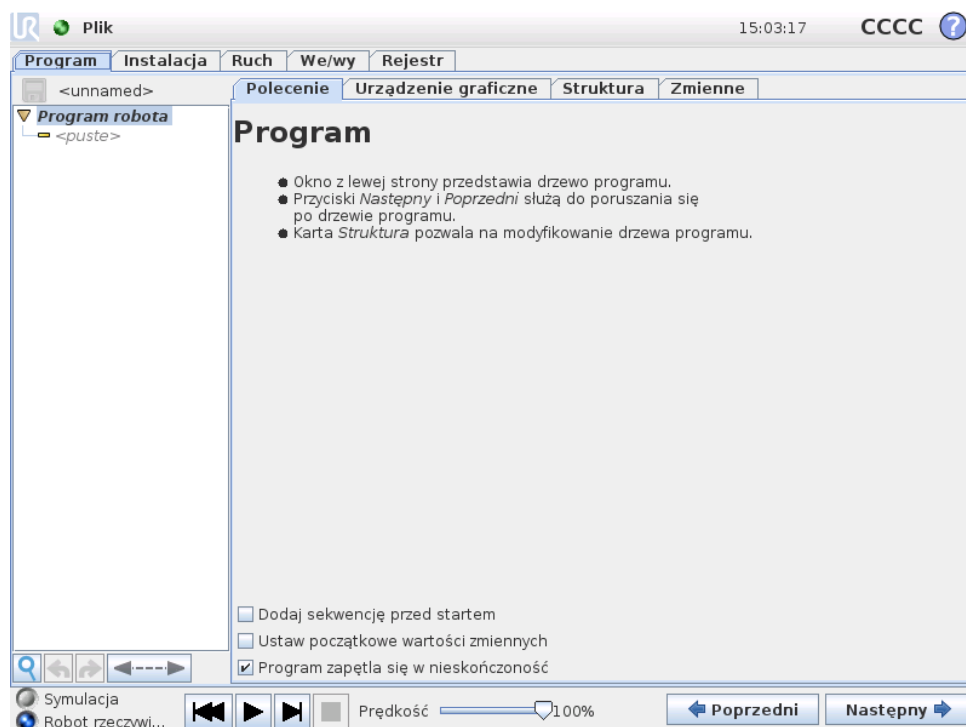 UR Plik 15:03:17 CCCC ?
Program Instalacja Ruch We/wy Rejestr
<unnamed>
Polecenie Urządzenie graficzne Struktura Zmienne
Program robota
<puste>
Program
Okno z lewej strony przedstawia drzewo programu.
Przyciski Następny i Poprzedni służą do poruszania się
po drzewie programu.
Karta Struktura pozwala na modyfikowanie drzewa programu.
Dodaj sekwencję przed startem
Ustaw początkowe wartości zmiennych
Program zapętla się w nieskończoność
Symulacja
Robot rzeczywi...
Prędkość 100%
Poprzedni Następny